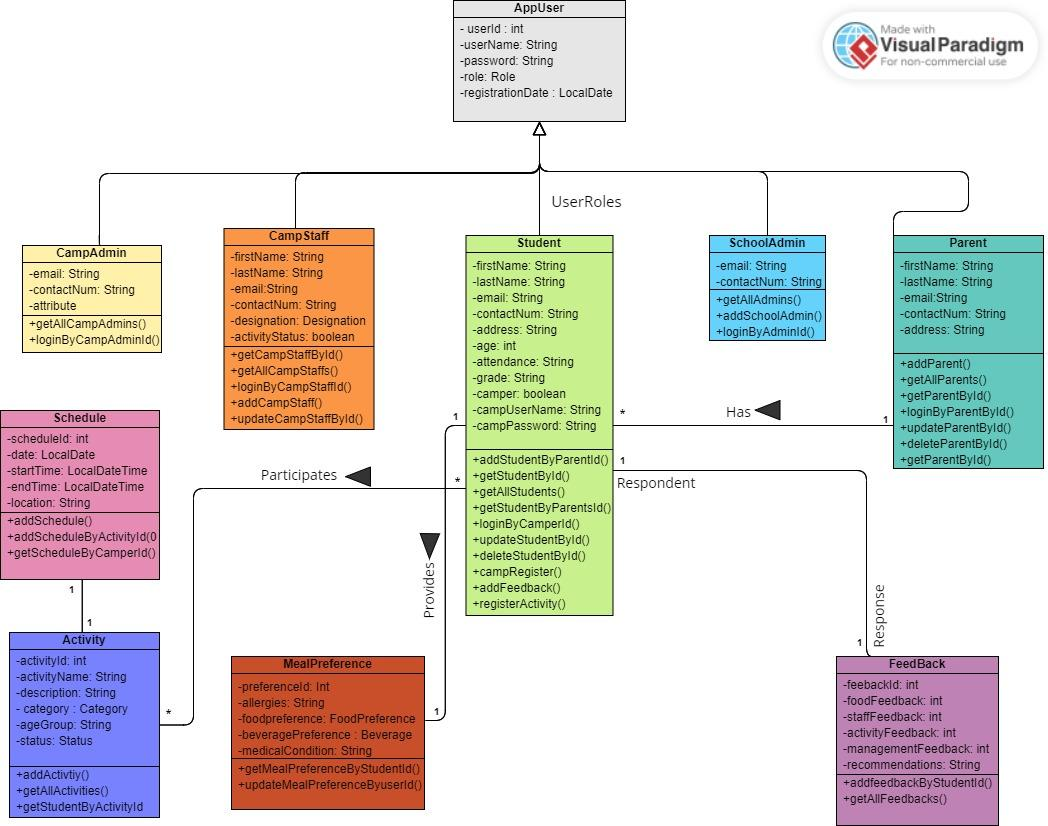 AppUser
- userId : int
-userName: String
-password: String
-role: Role
-registrationDate : LocalDate
Made with
VisualParadigm
For non-commercial use
UserRoles
CampAdmin
-email: String
-contactNum: String
-attribute
+getAllCampAdmins()
+loginByCampAdminId()
CampStaff
-firstName: String
-lastName: String
-email:String
-contactNum: String
-designation: Designation
-activityStatus: boolean
+getCampStaffById()
+getAllCampStaffs()
+loginByCampStaffId()
+addCampStaff()
+updateCampStaffById()
Student
-firstName: String
-lastName: String
-email: String
-contactNum: String
-address: String
-age: int
-attendance: String
-grade: String
-camper: boolean
-campUserName: String
-campPassword: String
+addStudentByParentId()
+getStudentById()
+getAllStudents()
+getStudentByParentsId()
+loginByCamperId()
+updateStudentById()
+deleteStudentById()
+campRegister()
+addFeedback()
+registerActivity()
SchoolAdmin
-email: String
-contactNum: String
+getAllAdmins()
+addSchoolAdmin()
+loginByAdminId()
Parent
-firstName: String
-lastName: String
-email:String
-contactNum: String
-address: String
+addParent()
+getAllParents()
+getParentById()
+loginByParentById()
+updateParentById()
+deleteParentById()
+getParentById()
*
Has
1
1
Respondent
1
Participates
*
Provides
Response
1
Schedule
-scheduleId: int
-date: LocalDate
-startTime: LocalDateTime
-endTime: LocalDateTime
-location: String
+addSchedule()
+addScheduleByActivityId(0
+getScheduleByCamperId()
1
1
Activity
-activityId: int
-activityName: String
-description: String
- category : Category
-ageGroup: String
-status: Status
+addActivtiy()
+getAllActivities()
+getStudentByActivityId
*
MealPreference
-preferenceId: Int
-allergies: String
-foodpreference: FoodPreference
-beveragePreference : Beverage
-medicalCondition: String
+getMealPreferenceByStudentId()
+updateMealPreferenceByuserId()
1
FeedBack
-feebackId: int
-foodFeedback: int
-staffFeedback: int
-activityFeedback: int
-managementFeedback: int
-recommendations: String
+addfeedbackByStudentId()
+getAllFeedbacks()